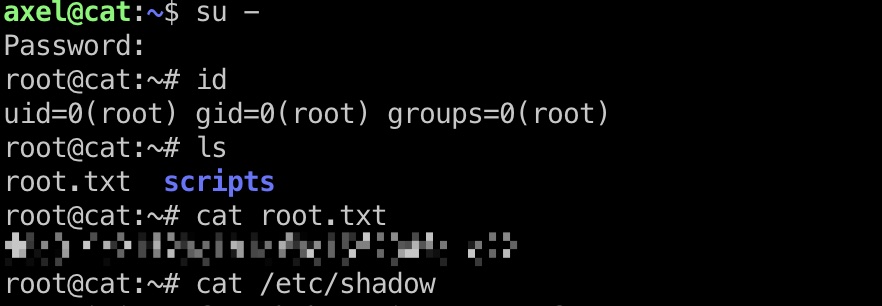 axel@cat:~$ su -
Password:
root@cat:~# id
uid=0(root) gid=0(root) groups=0(root)
root@cat:~# ls
root.txt  scripts
root@cat:~# cat root.txt
root@cat:~# cat /etc/shadow